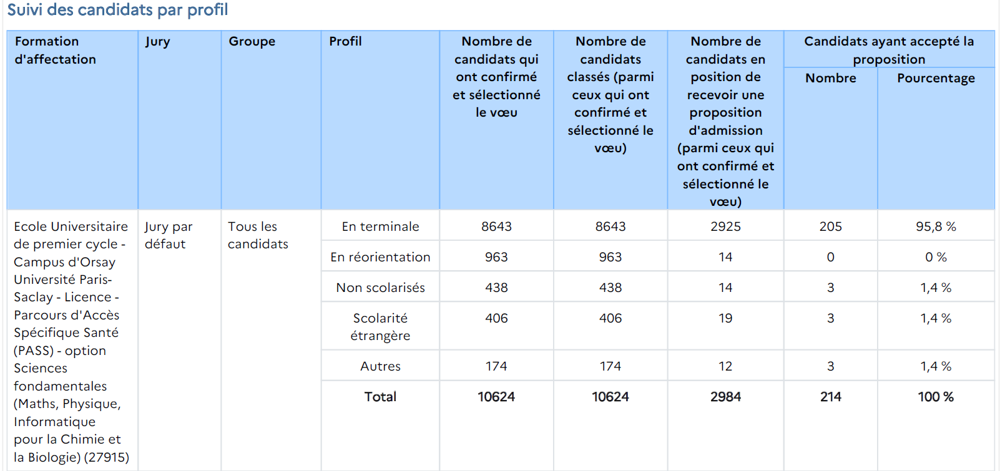 Suivi des candidats par profil
Formation
d'affectation
Jury
Groupe
Profil
Nombre de
candidats qui
ont confirmé
et sélectionné
le vœu
Nombre de
candidats
classés (parmi
ceux qui ont
confirmé et
sélectionné le
vœu)
Nombre de
candidats en
position de
recevoir une
proposition
d'admission
(parmi ceux qui
ont confirmé et
sélectionné le
vœu)
Candidats ayant accepté la
proposition
Nombre
Pourcentage
Ecole Universitaire
de premier cycle -
Campus d'Orsay
Université Paris-
Saclay - Licence -
Parcours d'Accès
Spécifique Santé
(PASS) - option
Sciences
fondamentales
(Maths, Physique,
Informatique
pour la Chimie et
la Biologie) (27915)
Jury par
défaut
Tous les
candidats
En terminale 8643 8643 2925 205 95,8 %
En réorientation 963 963 14 0 0 %
Non scolarisés 438 438 14 3 1,4 %
Scolarité
étrangère
406 406 19 3 1,4 %
Autres 174 174 12 3 1,4 %
Total 10624 10624 2984 214 100 %